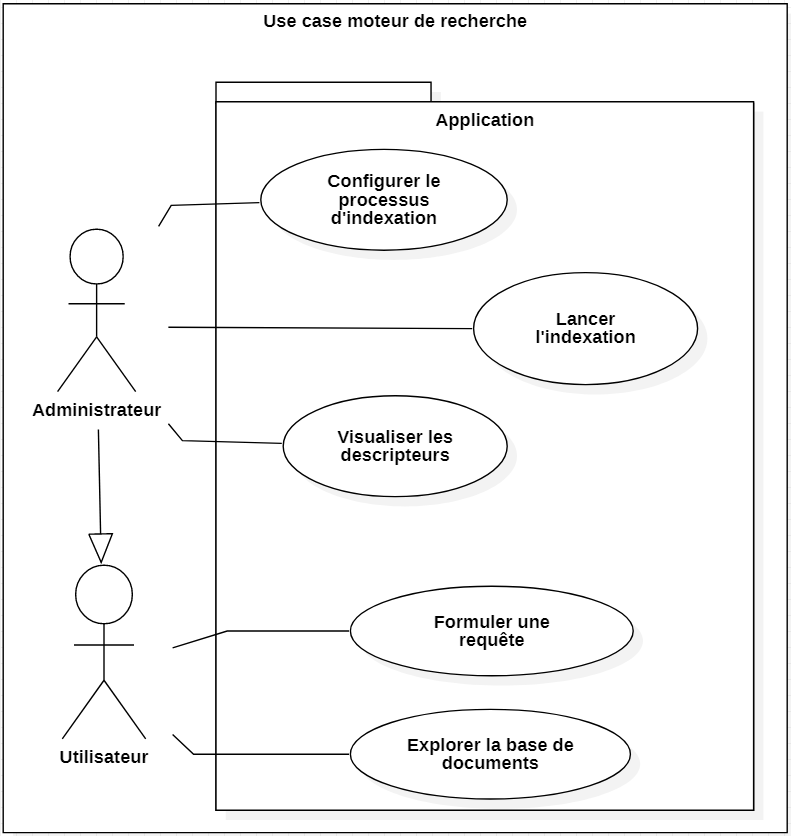 Use case moteur de recherche
Application
Configurer le
processus
d'indexation
Lancer
l'indexation
Administrateur
Visualiser les
descripteurs
Formuler une
requête
Utilisateur
Explorer la base de
documents